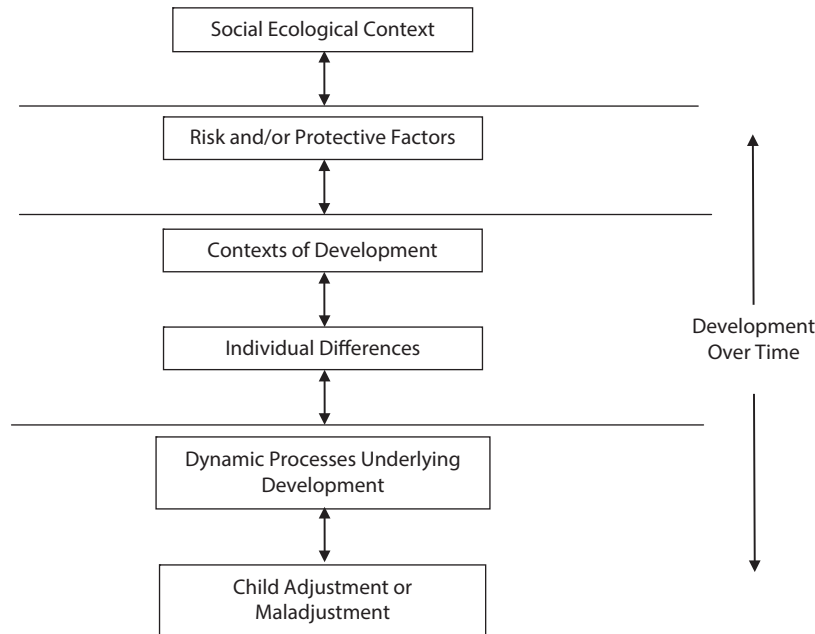 Social Ecological Context
Risk and/or Protective Factors
Contexts of Development
Individual Differences
Development
Over Time
Dynamic Processes Underlying
Development
Child Adjustment or
Maladjustment